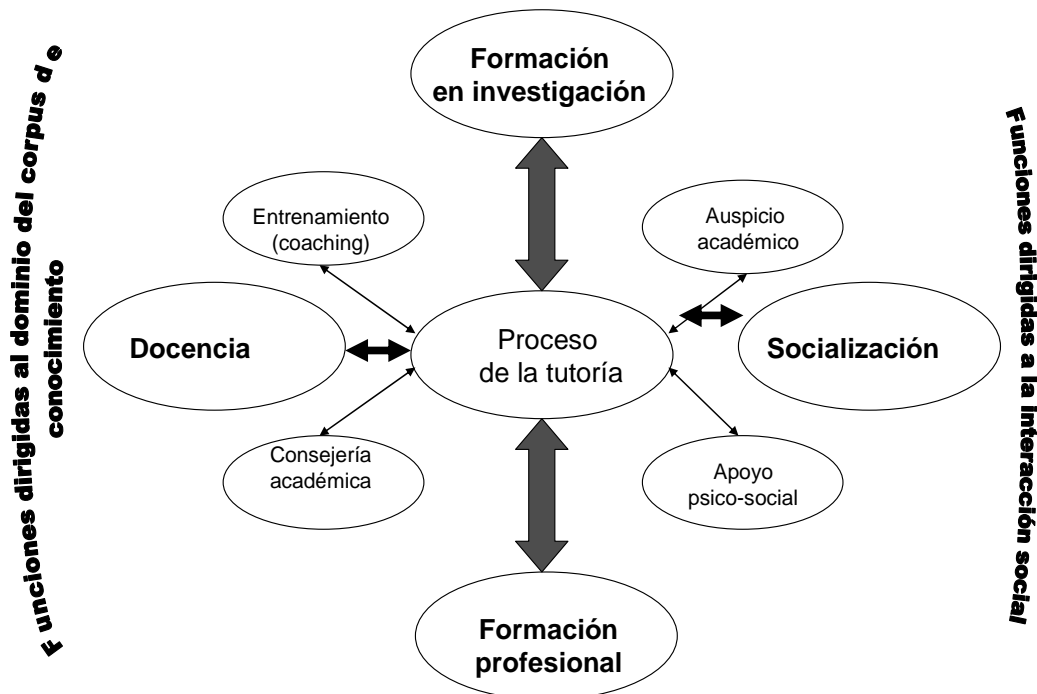 Funciones dirigidas al dominio del corpus de
conocimiento
Formación
en investigación
Entrenamiento
(coaching)
Auspicio
académico
Docencia
Proceso
de la tutoría
Socialización
Consejería
académica
Apoyo
psico-social
Formación
profesional
Funciones dirigidas a la interacción social